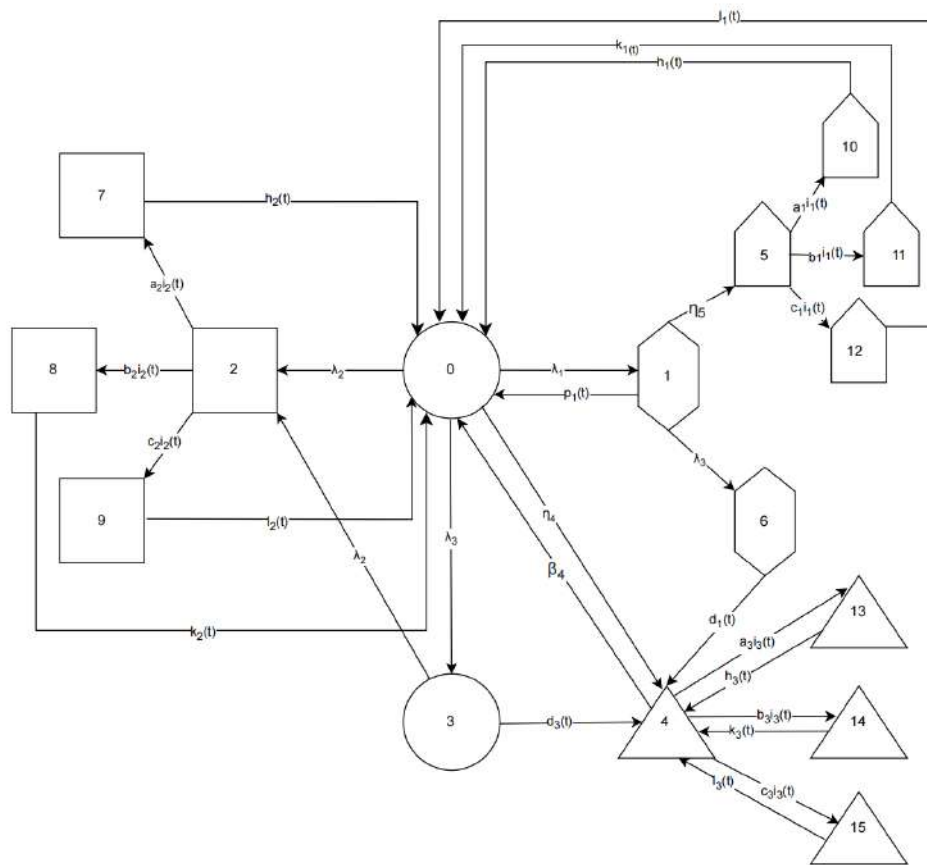 l₁(t)
k₁₍t₎
h₁(t)
10
7
h₂(t)
a₁i₁(t)
5
b₁i₁(t)
11
a₂i₂(t)
c₁i₁(t)
η₅
12
8
b₂i₂(t)
2
λ₂
0
λ₁
1
p₁(t)
c₂i₂(t)
λ₃
9
l₂(t)
η₄
6
λ₃
λ₂
β₄
13
d₁(t)
a₃i₃(t)
k₂(t)
h₃(t)
3
d₃(t)
4
b₃i₃(t)
14
k₃(t)
l₃(t)
c₃i₃(t)
15